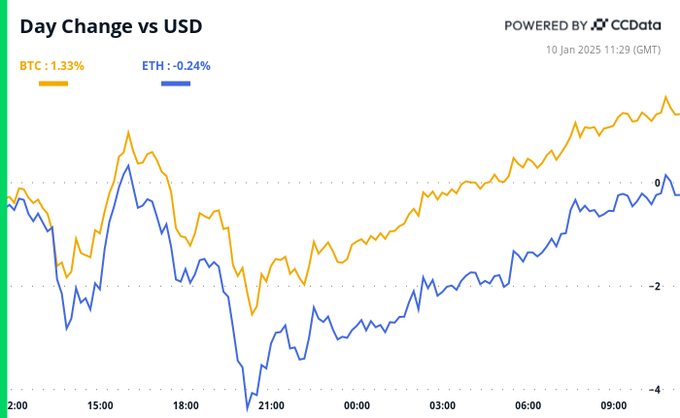 Day Change vs USD
POWERED BY CCData
10 Jan 2025 11:29 (GMT)
BTC : 1.33%
ETH : -0.24%
0
−2
−4
2:00 15:00 18:00 21:00 00:00 03:00 06:00 09:00